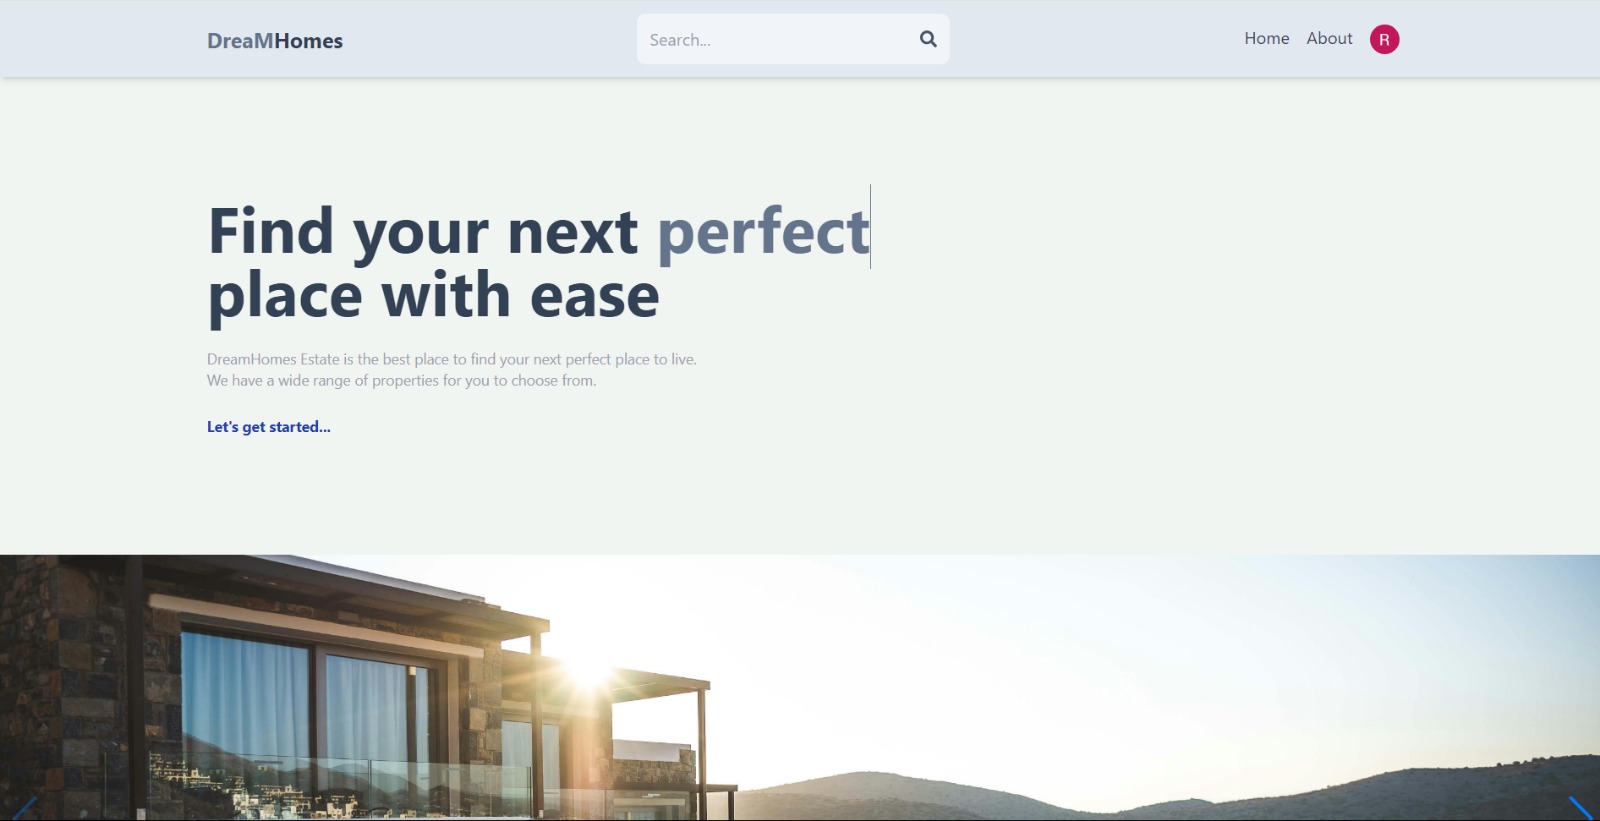 DreaMHomes
Search...
Home
About
R
Find your next perfect
place with ease
DreamHomes Estate is the best place to find your next perfect place to live.
We have a wide range of properties for you to choose from.
Let's get started...